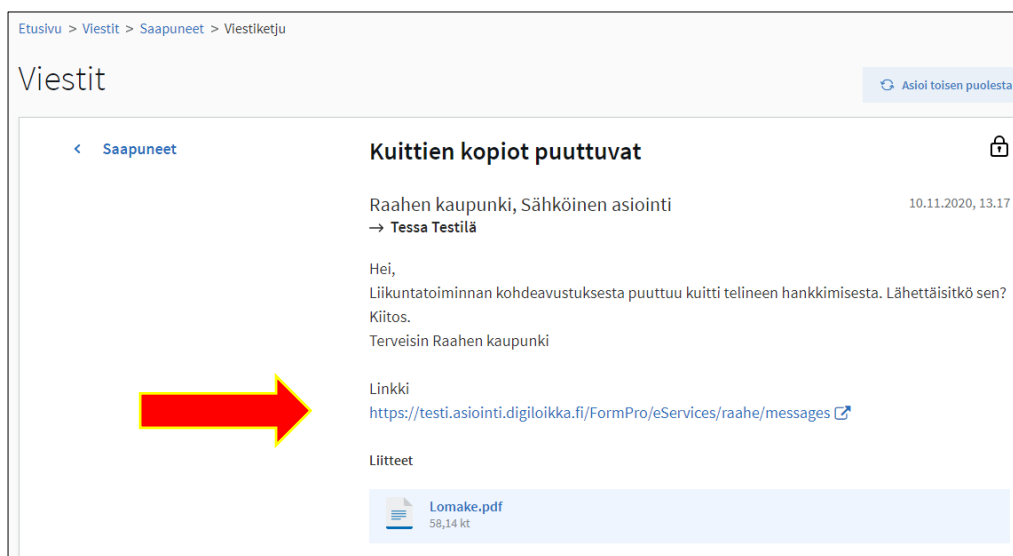 Etusivu > Viestit > Saapuneet > Viestiketju
Viestit
Asioi toisen puolesta
< Saapuneet
Kuittien kopiot puuttuvat
Raahen kaupunki, Sähköinen asiointi
10.11.2020, 13.17
→ Tessa Testilä
Hei,
Liikuntatoiminnan kohdeavustuksesta puuttuu kuitti telineen hankkimisesta. Lähettäisitkö sen?
Kiitos.
Terveisin Raahen kaupunki
Linkki
https://testi.asiointi.digiloikka.fi/FormPro/eServices/raahe/messages
Liitteet
Lomake.pdf
58,14 kt